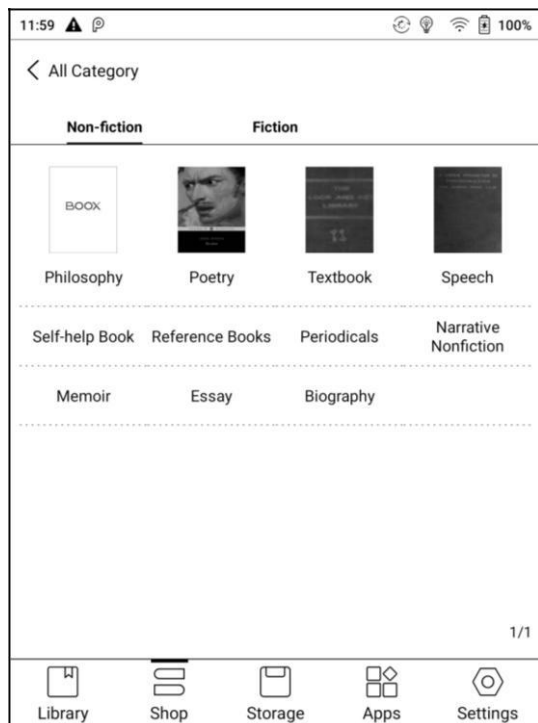 11:59 100%
All Category
Non-fiction Fiction
BOOX
Philosophy Poetry Textbook Speech
Self-help Book Reference Books Periodicals Narrative Nonfiction
Memoir Essay Biography
1/1
Library Shop Storage Apps Settings